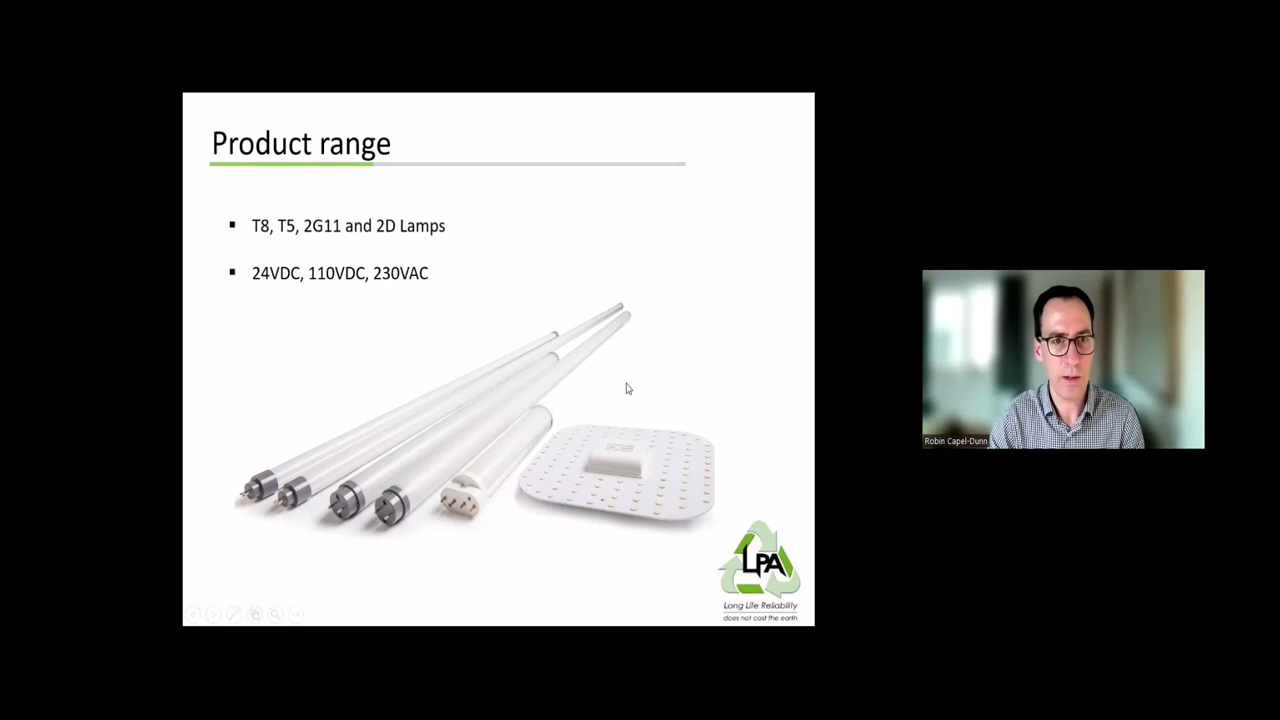 Product range
T8, T5, 2G11 and 2D Lamps
24VDC, 110VDC, 230VAC
LPA
Long Life Reliability
does not cost the earth
Robin Capel-Dunn